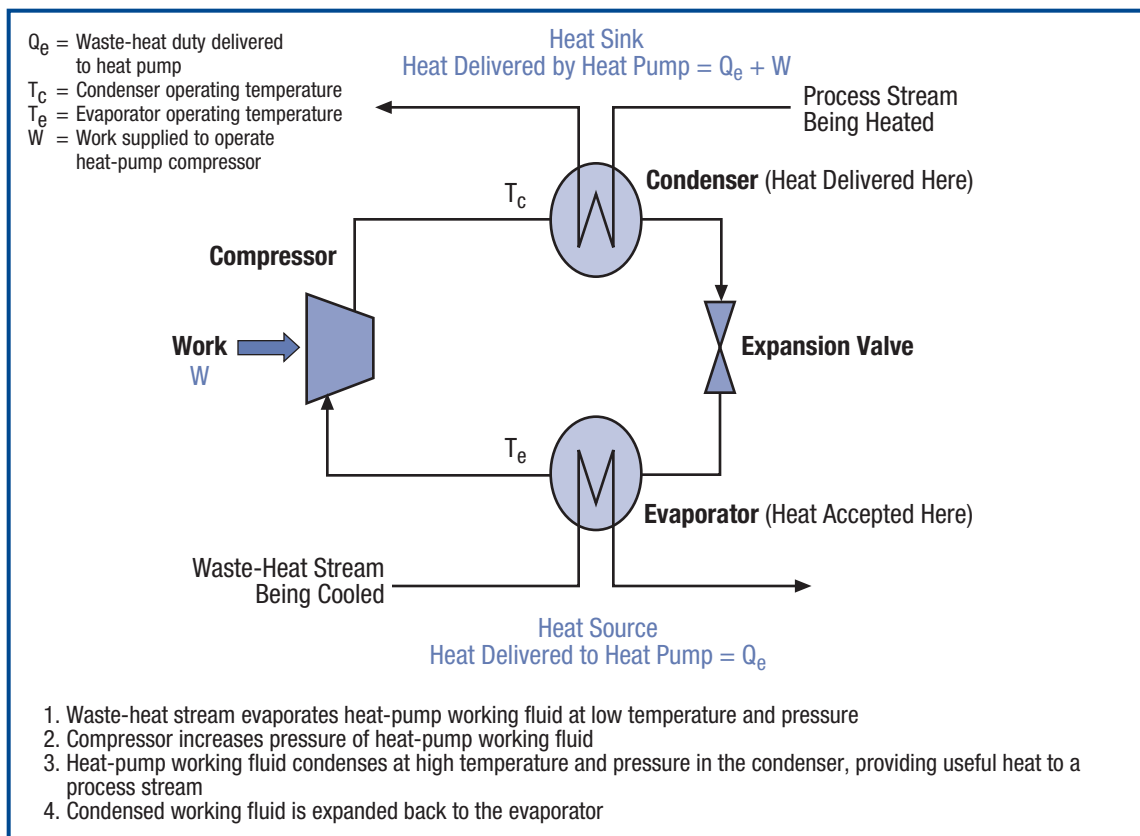 Qe = Waste-heat duty delivered
to heat pump
Tc = Condenser operating temperature
Te = Evaporator operating temperature
W = Work supplied to operate
heat-pump compressor
Heat Sink
Heat Delivered by Heat Pump = Qe + W
Process Stream
Being Heated
Condenser (Heat Delivered Here)
Tc
Compressor
Work
W
Expansion Valve
Te
Evaporator (Heat Accepted Here)
Waste-Heat Stream
Being Cooled
Heat Source
Heat Delivered to Heat Pump = Qe
1. Waste-heat stream evaporates heat-pump working fluid at low temperature and pressure
2. Compressor increases pressure of heat-pump working fluid
3. Heat-pump working fluid condenses at high temperature and pressure in the condenser, providing useful heat to a
process stream
4. Condensed working fluid is expanded back to the evaporator